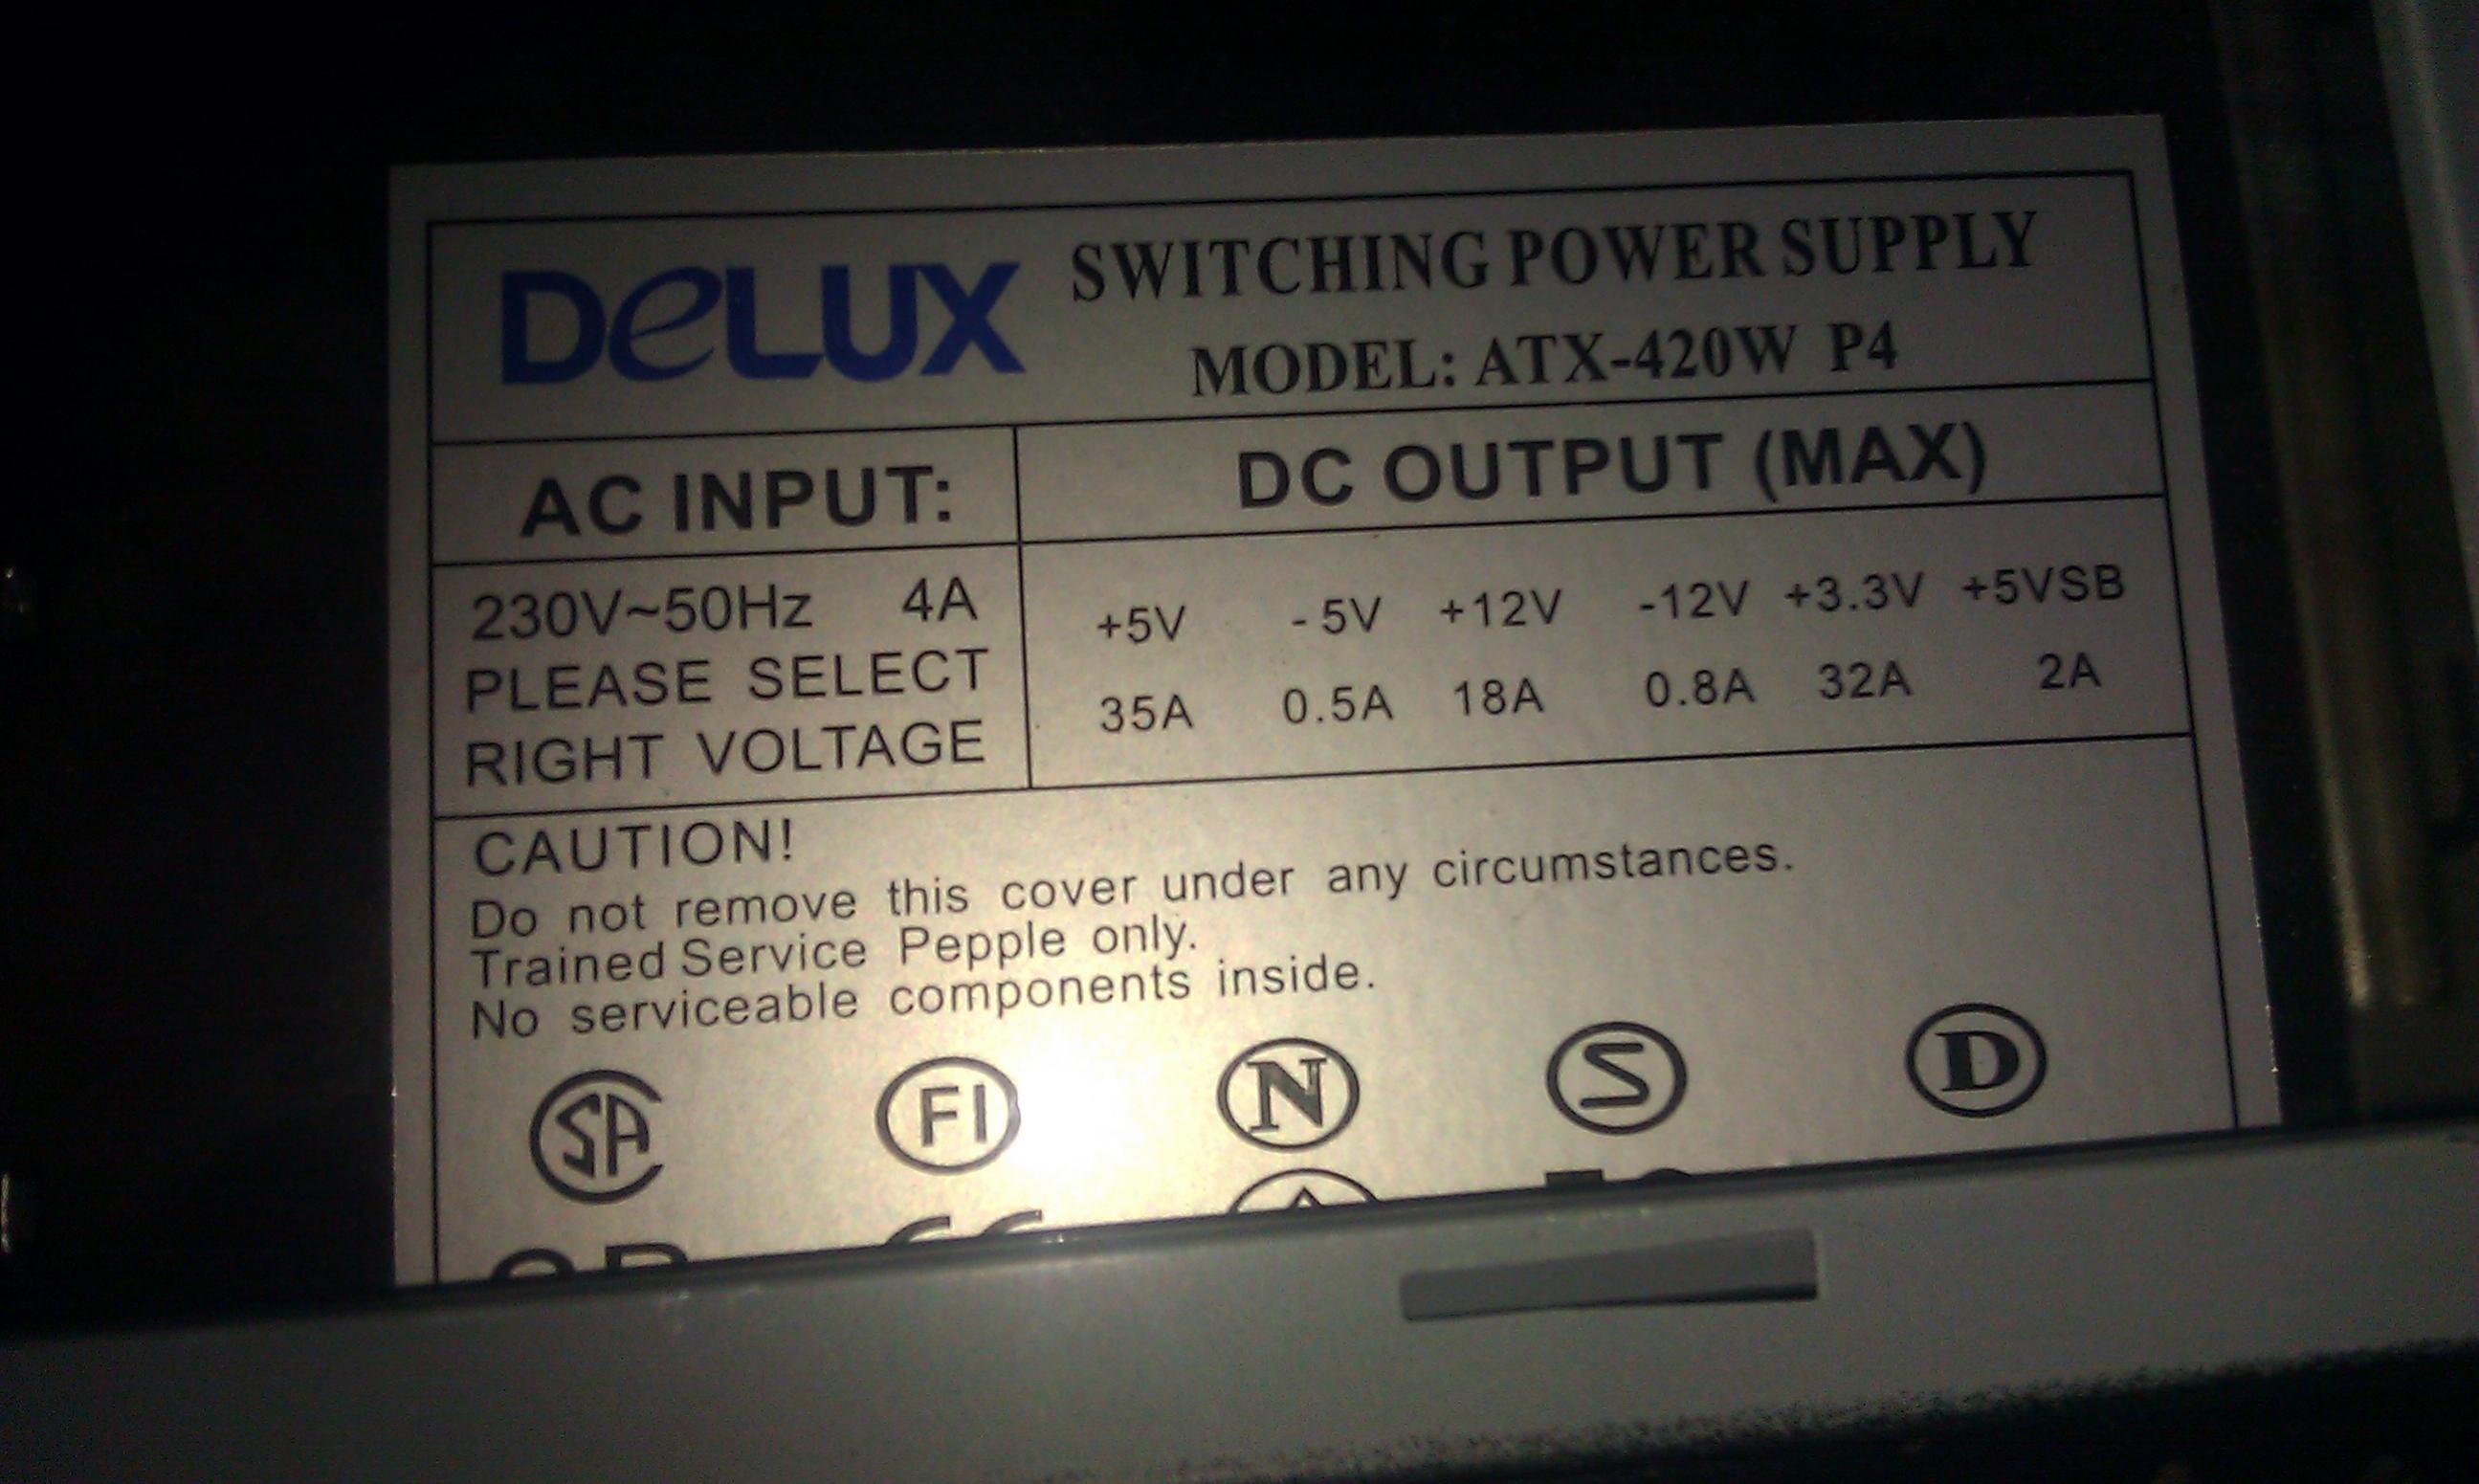 DeLUX SWITCHING POWER SUPPLY
MODEL: ATX-420W P4
AC INPUT: DC OUTPUT (MAX)
230V~50Hz 4A
PLEASE SELECT
RIGHT VOLTAGE
+5V -5V +12V -12V +3.3V +5VSB
35A 0.5A 18A 0.8A 32A 2A
CAUTION!
Do not remove this cover under any circumstances.
Trained Service Pepple only.
No serviceable components inside.
SA FI N S D